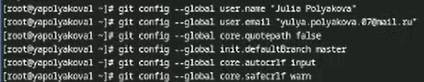 [root@yapolyakova1 ~]# git config --global user.name "Julia Polyakova"
[root@yapolyakova1 ~]# git config --global user.email "yulya.polyakova.07@mail.ru"
[root@yapolyakova1 ~]# git config --global core.quotepath false
[root@yapolyakova1 ~]# git config --global init.defaultBranch master
[root@yapolyakova1 ~]# git config --global core.autocrlf input
[root@yapolyakova1 ~]# git config --global core.safecrlf warn